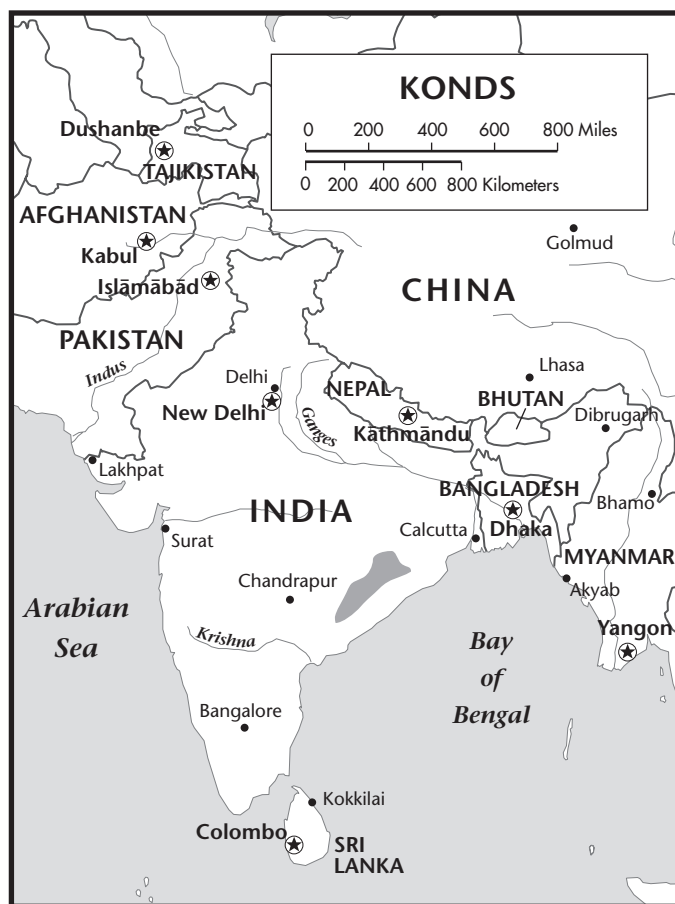 KONDS
0 200 400 600 800 Miles
0 200 400 600 800 Kilometers
Dushanbe
TAJIKISTAN
AFGHANISTAN
Kabul
Golmud
Islāmābād
CHINA
PAKISTAN
Indus
Delhi
Lhasa
NEPAL
BHUTAN
New Delhi
Ganges
Kāthmāndu
Dibrugarh
Lakhpat
BANGLADESH
Bhamo
INDIA
Surat
Calcutta
Dhaka
MYANMAR
Chandrapur
Akyab
Arabian
Sea
Krishna
Yangon
Bay
of
Bengal
Bangalore
Kokkilai
Colombo
SRI
LANKA